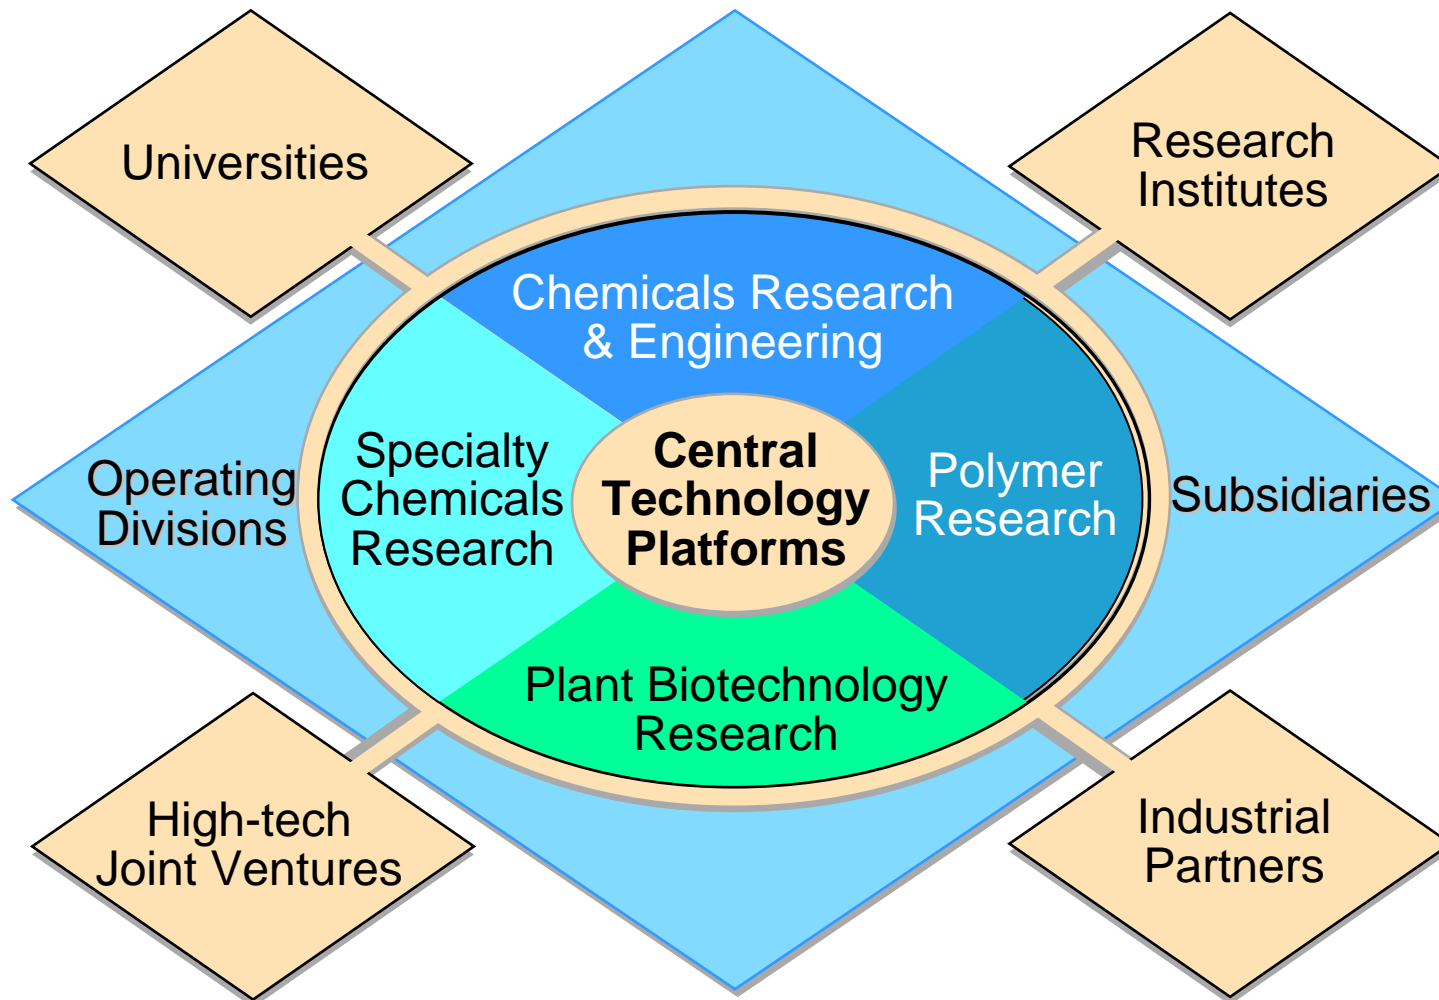 Universities
Research
Institutes
Chemicals Research
& Engineering
Operating
Divisions
Specialty
Chemicals
Research
Central
Technology
Platforms
Polymer
Research
Subsidiaries
Plant Biotechnology
Research
High-tech
Joint Ventures
Industrial
Partners